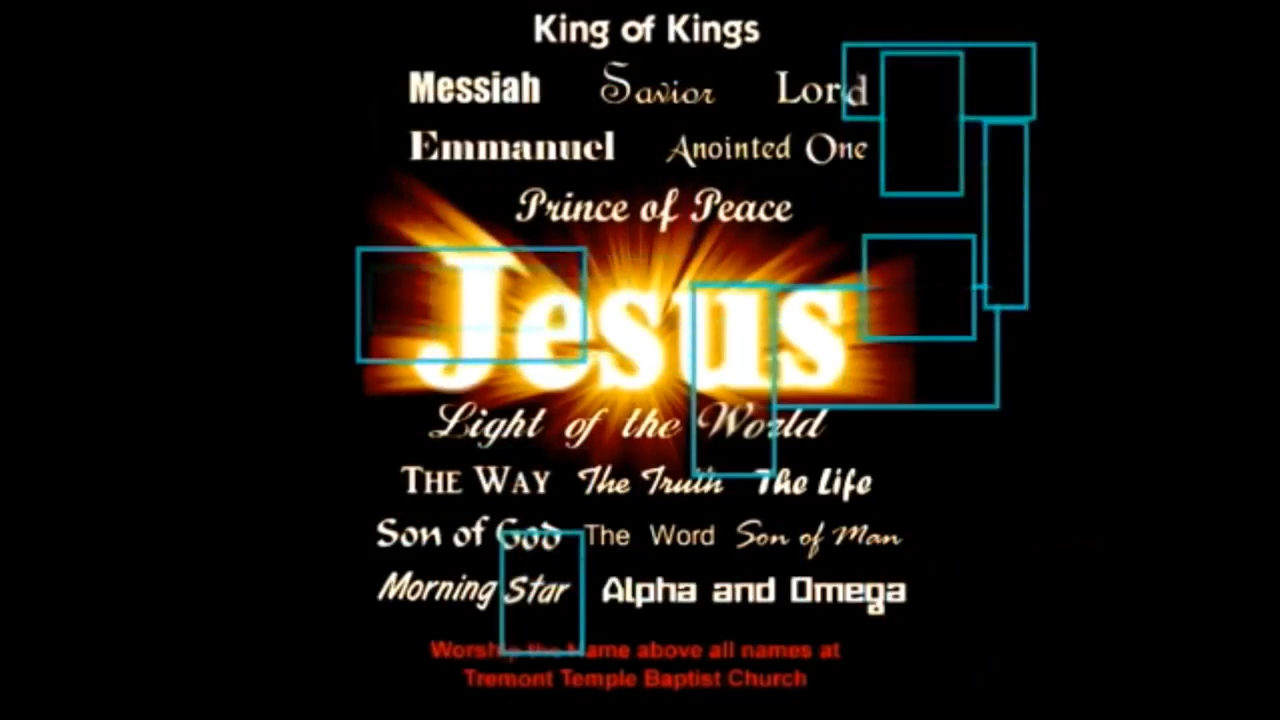 King of Kings
Messiah Savior Lord
Emmanuel Anointed One
Prince of Peace
Jesus
Light of the World
THE WAY The Truth The Life
Son of God The Word Son of Man
Morning Star Alpha and Omega
Worship the Name above all names at
Tremont Temple Baptist Church